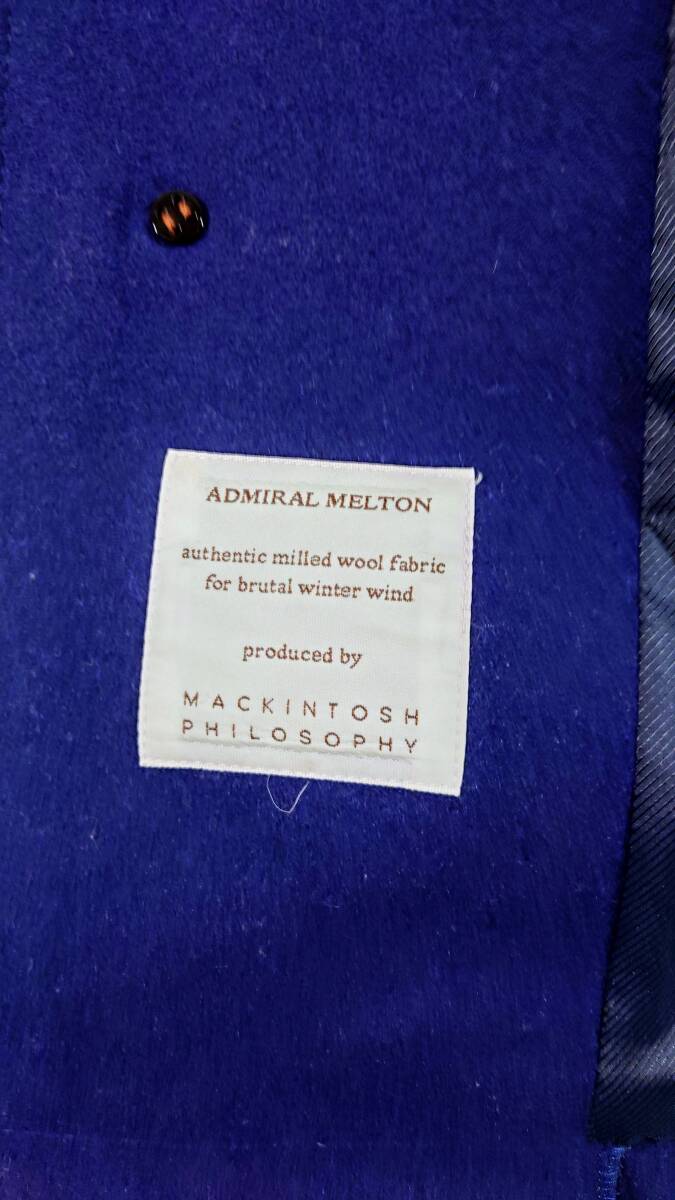 ADMIRAL MELTON
authentic milled wool fabric
for brutal winter wind
produced by
MACKINTOSH
PHILOSOPHY